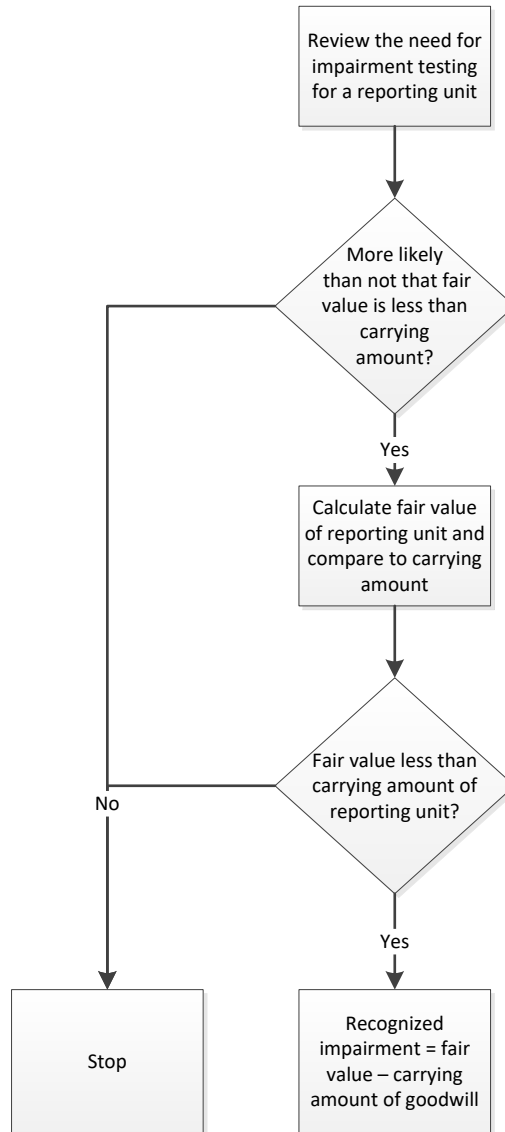 Review the need for
impairment testing
for a reporting unit
More likely
than not that fair
value is less than
carrying
amount?
Yes
Calculate fair value
of reporting unit and
compare to carrying
amount
Fair value less than
carrying amount of
reporting unit?
No
Yes
Stop
Recognized
impairment = fair
value – carrying
amount of goodwill